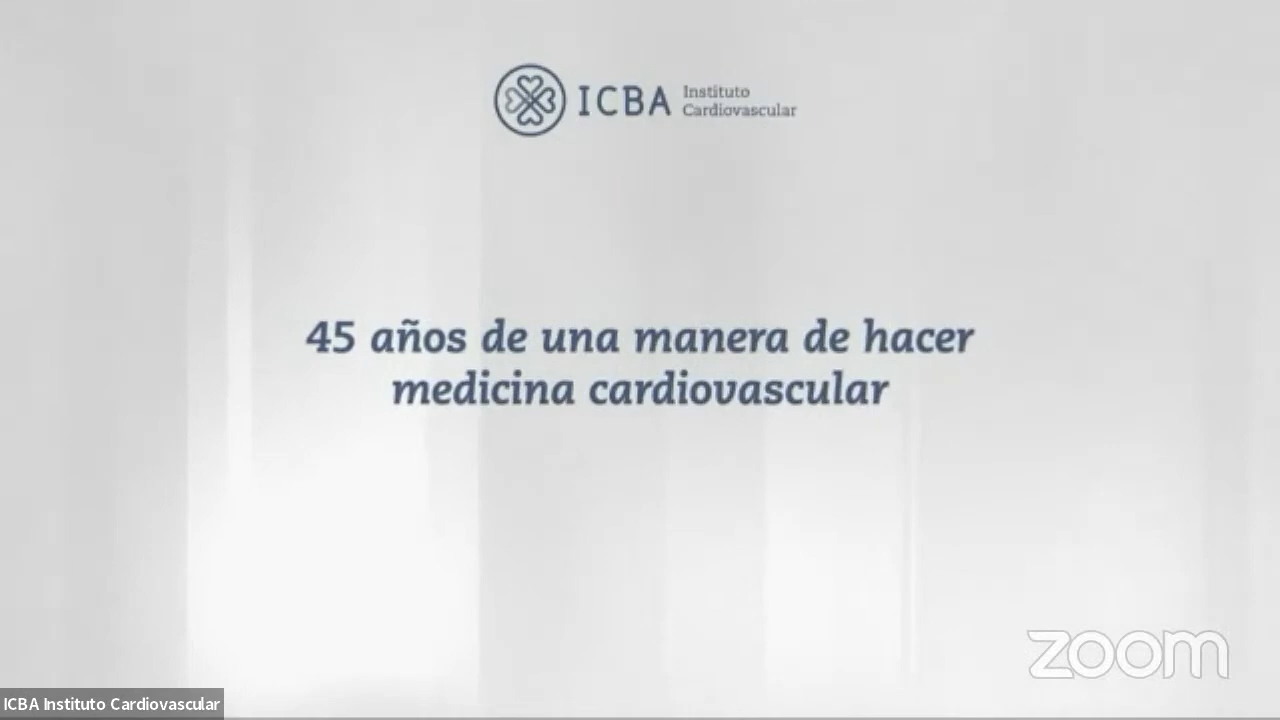 ICBA
Instituto
Cardiovascular
45 años de una manera de hacer
medicina cardiovascular
zoom
ICBA Instituto Cardiovascular